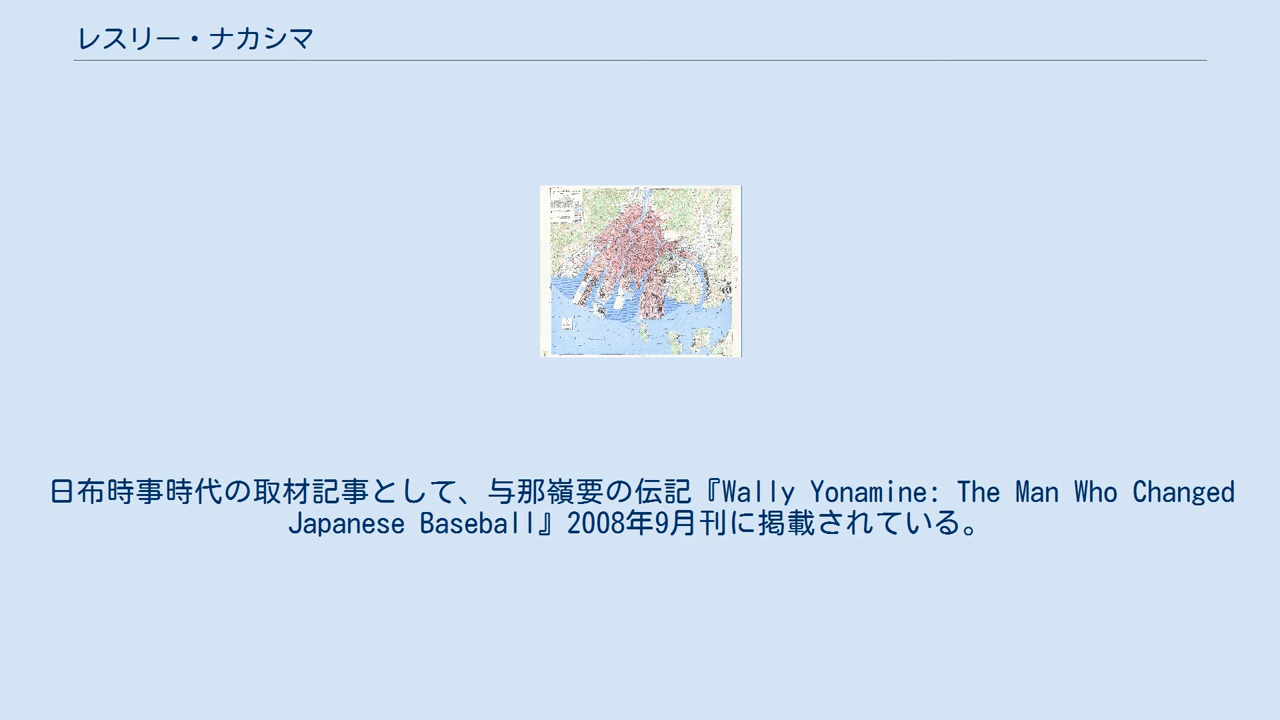 レスリー・ナカシマ
日布時事時代の取材記事として、与那嶺要の伝記『Wally Yonamine: The Man Who Changed
Japanese Baseball』2008年9月刊に掲載されている。